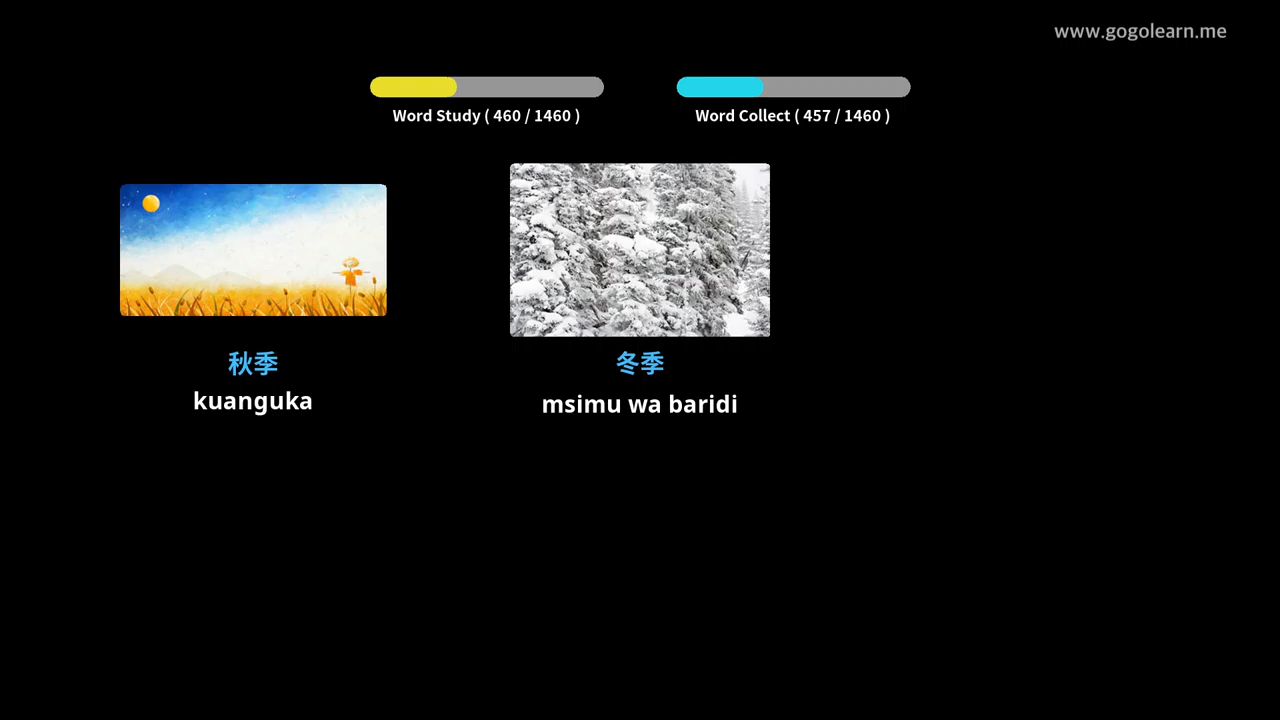 www.gogolearn.me
Word Study ( 460 / 1460 )
Word Collect ( 457 / 1460 )
秋季
kuanguka
冬季
msimu wa baridi